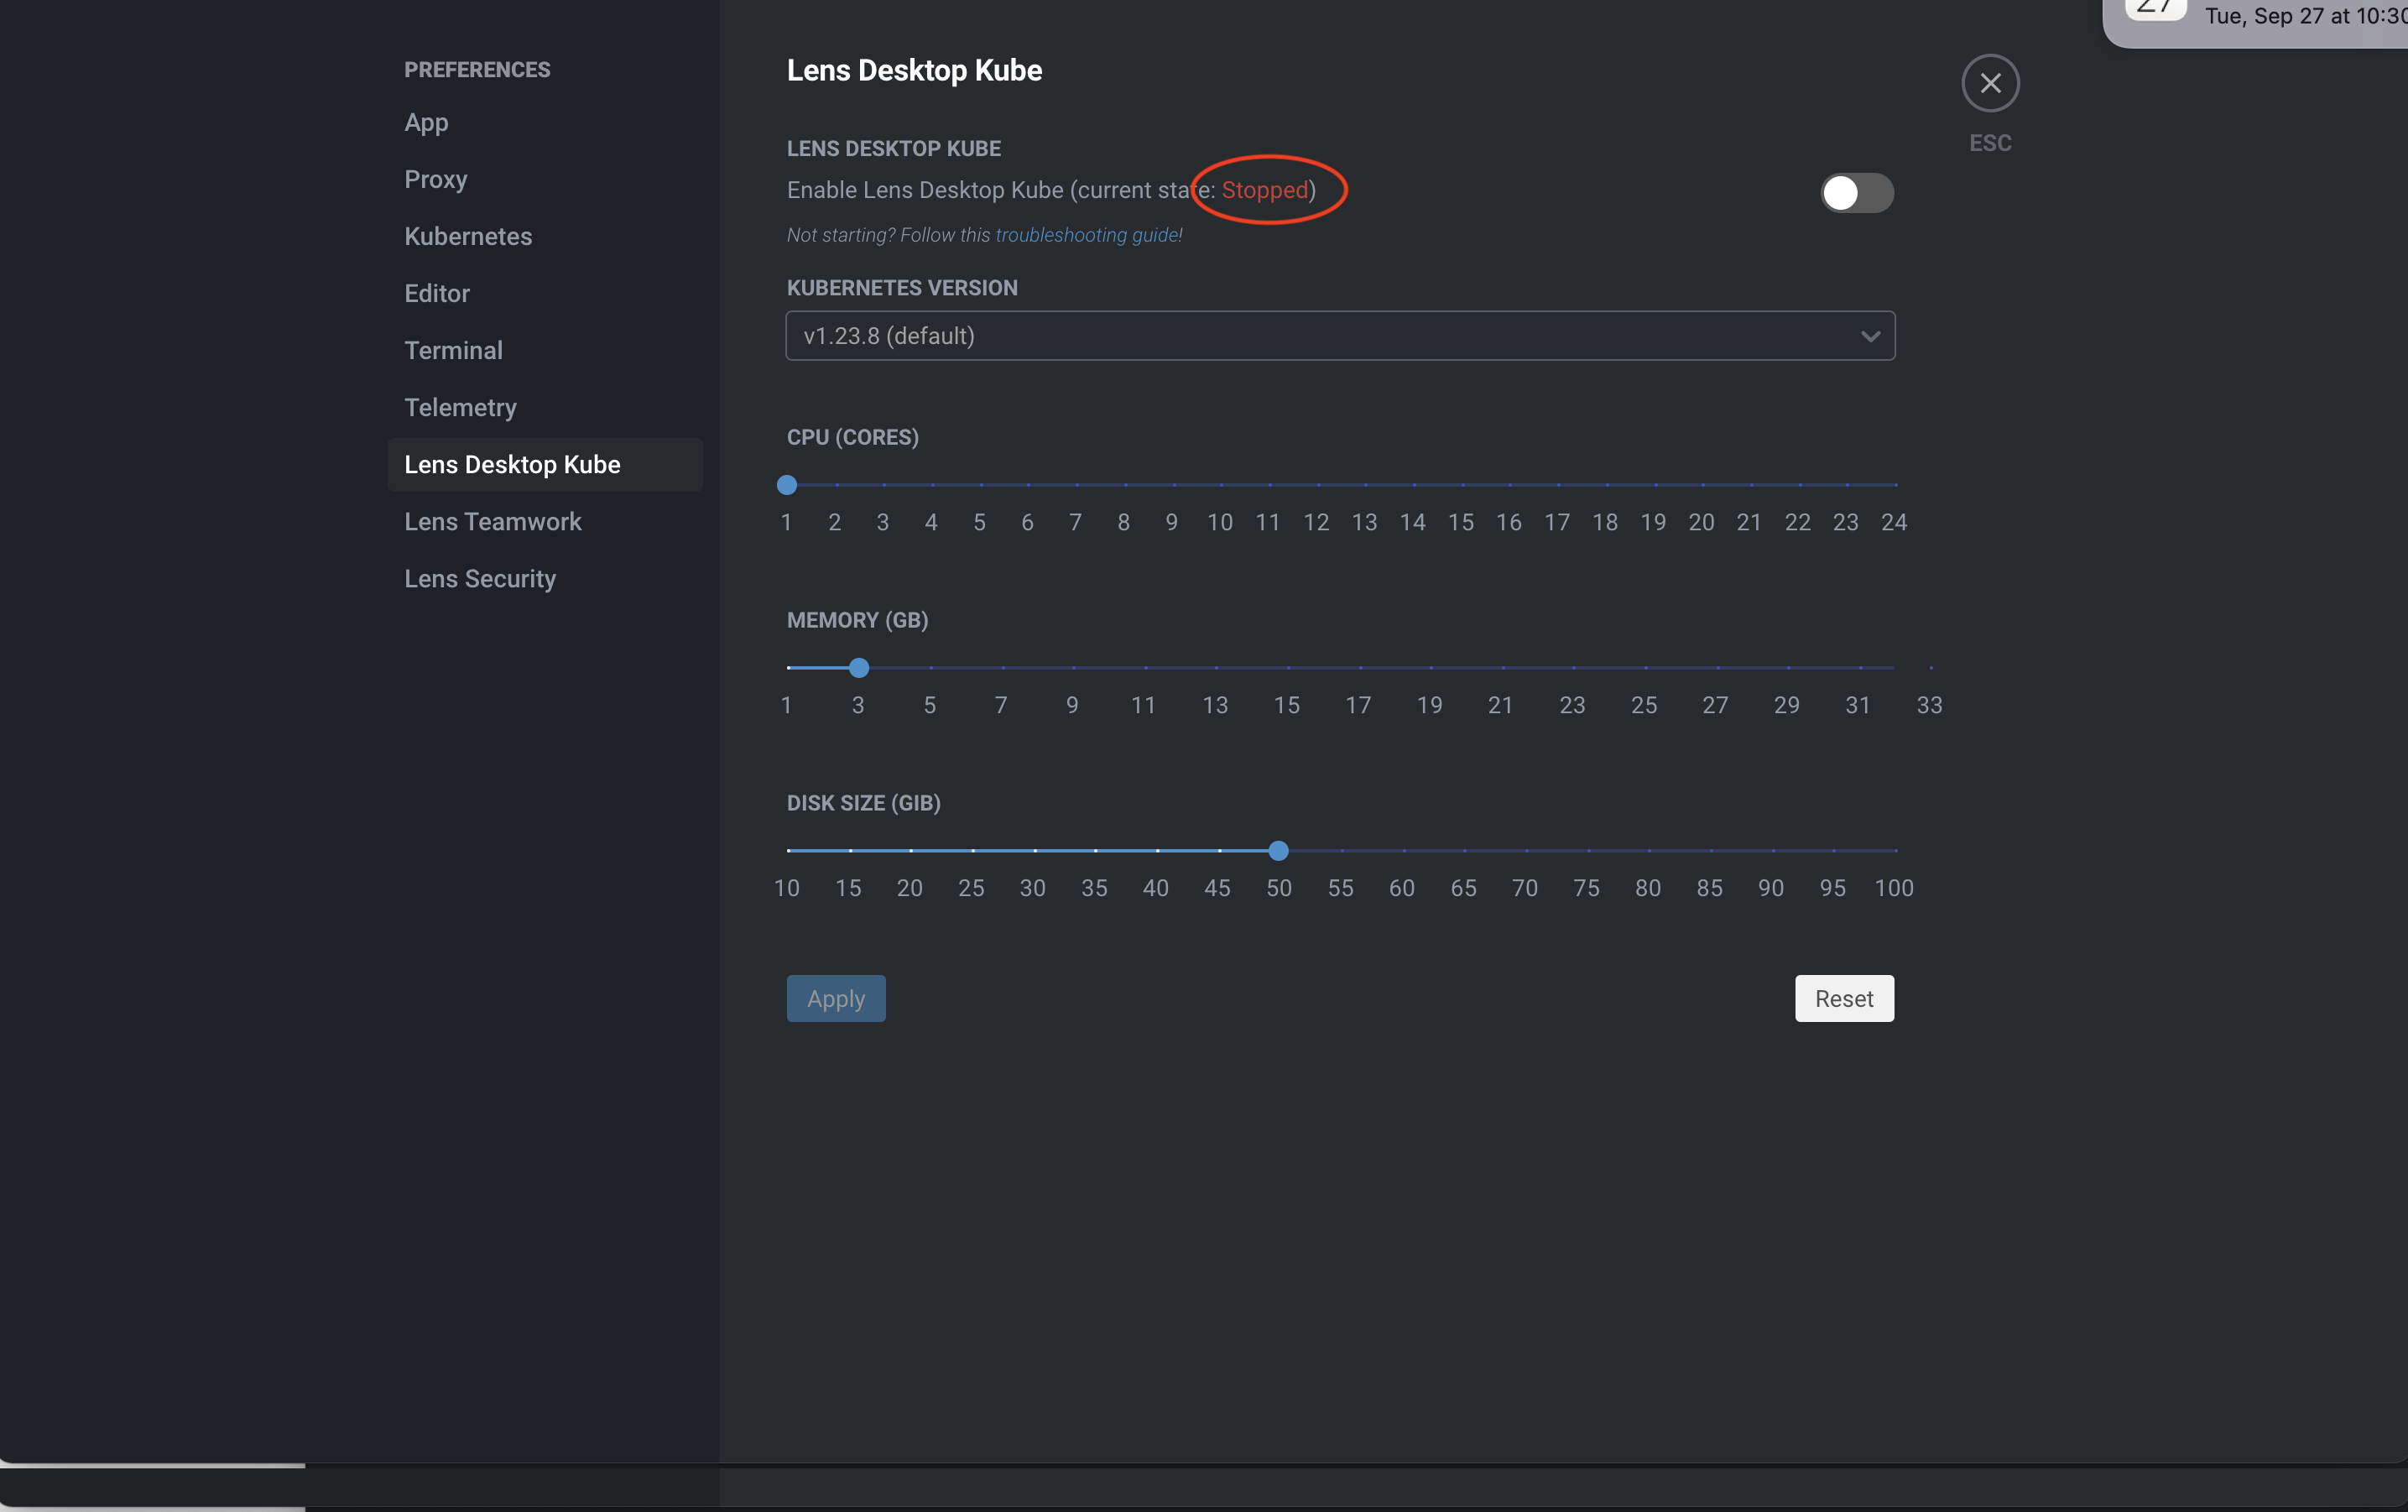 27
Tue, Sep 27 at 10:30
PREFERENCES
App
Proxy
Kubernetes
Editor
Terminal
Telemetry
Lens Desktop Kube
Lens Teamwork
Lens Security
Lens Desktop Kube
ESC
LENS DESKTOP KUBE
Enable Lens Desktop Kube (current state: Stopped)
Not starting? Follow this troubleshooting guide!
KUBERNETES VERSION
v1.23.8 (default)
CPU (CORES)
1 2 3 4 5 6 7 8 9 10 11 12 13 14 15 16 17 18 19 20 21 22 23 24
MEMORY (GB)
1 3 5 7 9 11 13 15 17 19 21 23 25 27 29 31 33
DISK SIZE (GIB)
10 15 20 25 30 35 40 45 50 55 60 65 70 75 80 85 90 95 100
Apply
Reset